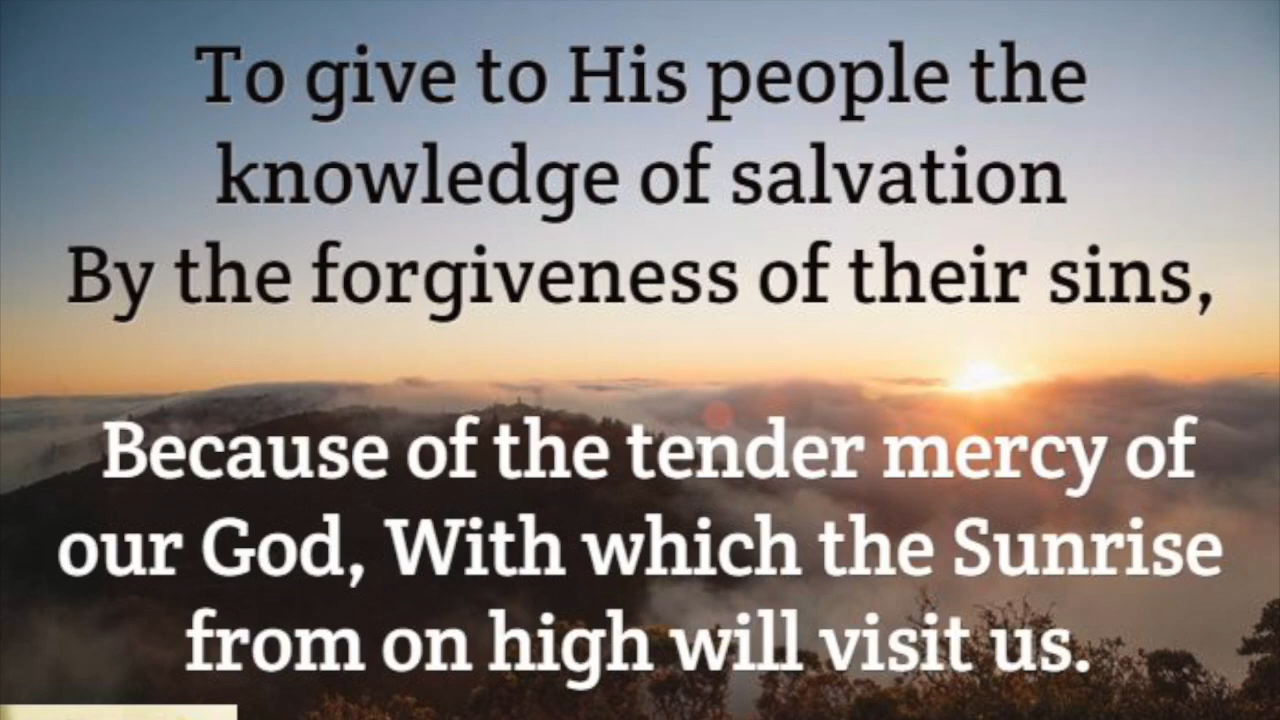 To give to His people the
knowledge of salvation
By the forgiveness of their sins,
Because of the tender mercy of
our God, With which the Sunrise
from on high will visit us.